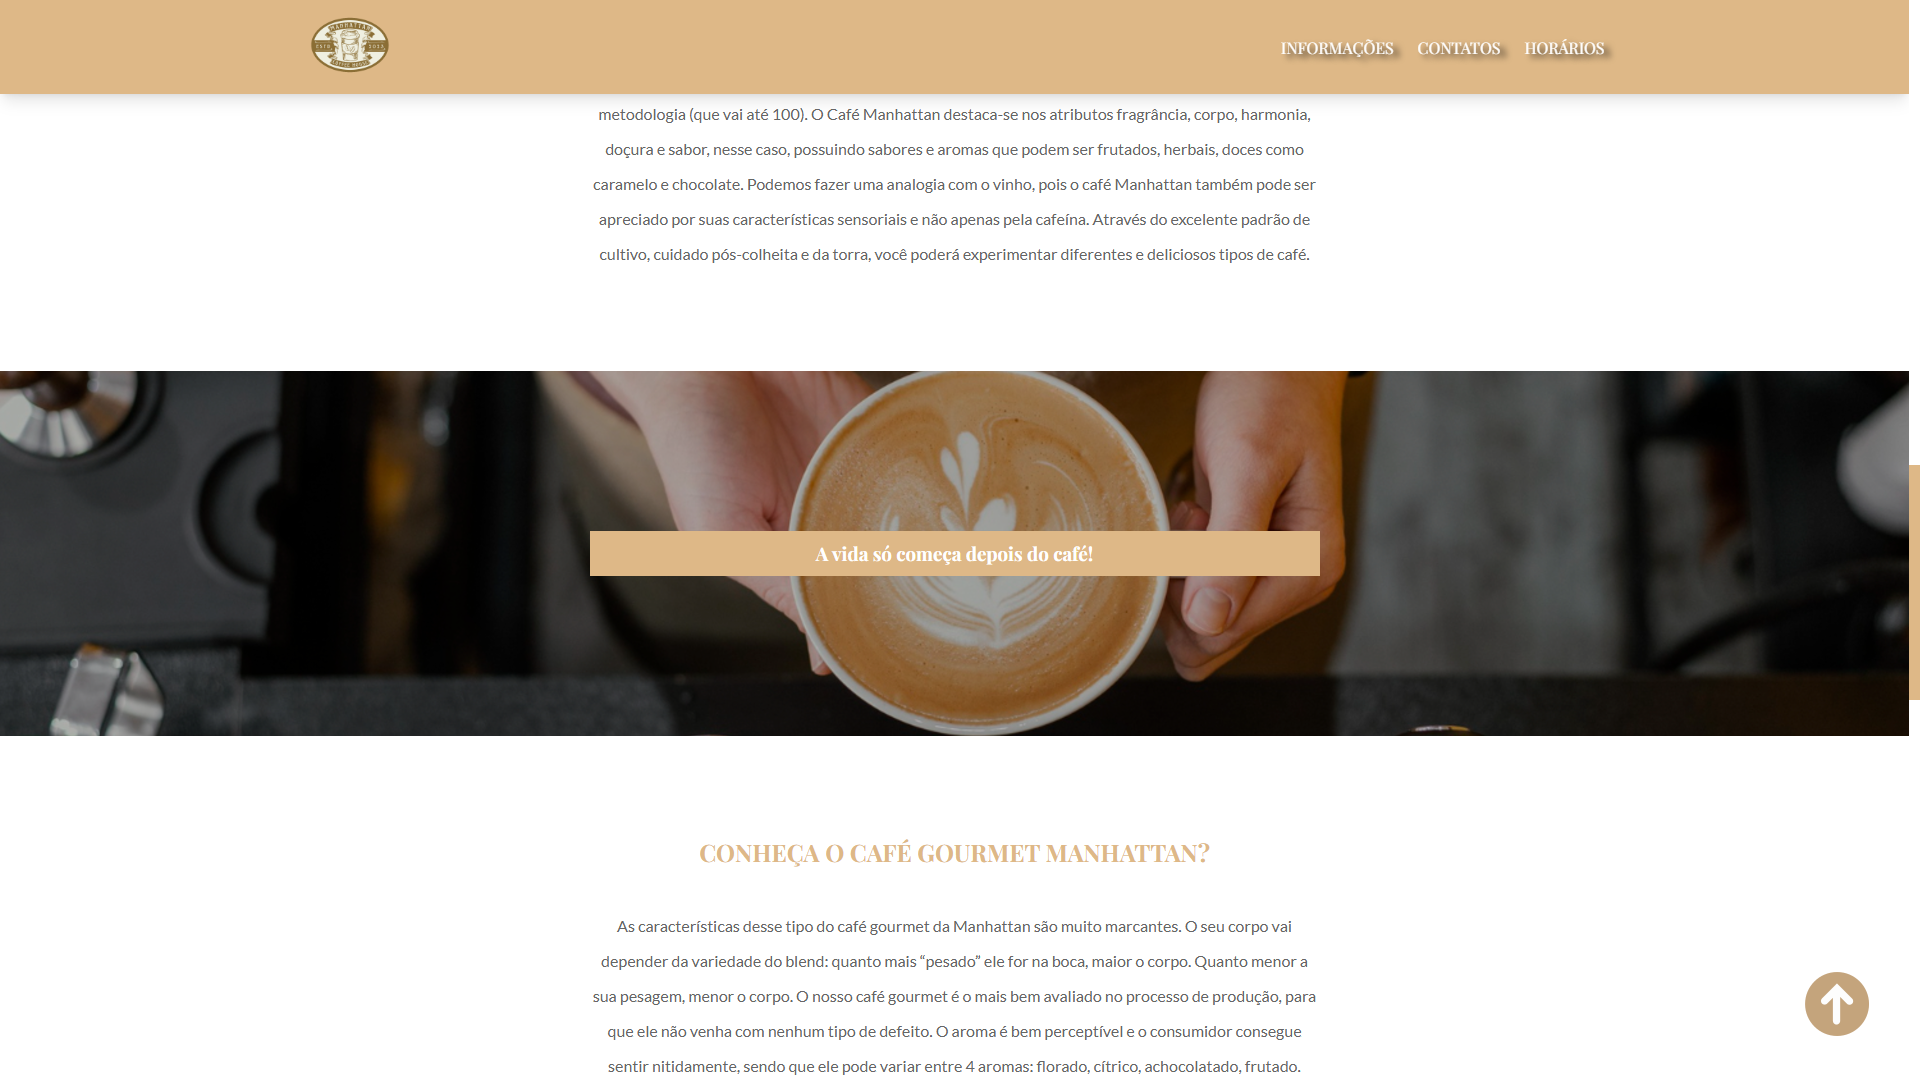 MANHATTAN
ESTD 2023
COFFEE HOUSE
INFORMAÇÕES CONTATOS HORÁRIOS
metodologia (que vai até 100). O Café Manhattan destaca-se nos atributos fragrância, corpo, harmonia,
doçura e sabor, nesse caso, possuindo sabores e aromas que podem ser frutados, herbais, doces como
caramelo e chocolate. Podemos fazer uma analogia com o vinho, pois o café Manhattan também pode ser
apreciado por suas características sensoriais e não apenas pela cafeína. Através do excelente padrão de
cultivo, cuidado pós-colheita e da torra, você poderá experimentar diferentes e deliciosos tipos de café.
A vida só começa depois do café!
CONHEÇA O CAFÉ GOURMET MANHATTAN?
As características desse tipo do café gourmet da Manhattan são muito marcantes. O seu corpo vai
depender da variedade do blend: quanto mais “pesado” ele for na boca, maior o corpo. Quanto menor a
sua pesagem, menor o corpo. O nosso café gourmet é o mais bem avaliado no processo de produção, para
que ele não venha com nenhum tipo de defeito. O aroma é bem perceptível e o consumidor consegue
sentir nitidamente, sendo que ele pode variar entre 4 aromas: florado, cítrico, achocolatado, frutado.